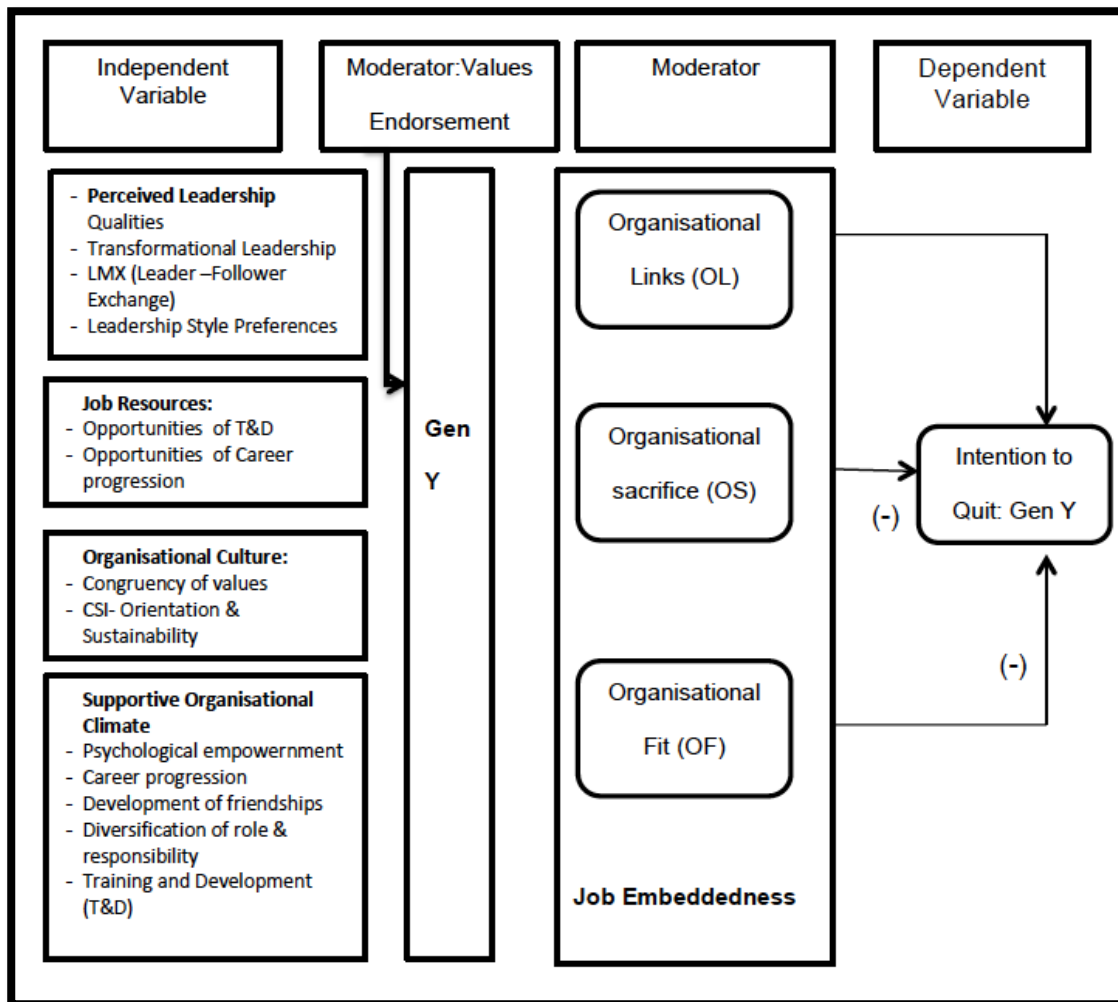 Independent
Variable
Moderator:Values
Endorsement
Moderator
Dependent
Variable
- Perceived Leadership
Qualities
- Transformational Leadership
- LMX (Leader –Follower
Exchange)
- Leadership Style Preferences
Job Resources:
- Opportunities of T&D
- Opportunities of Career
progression
Organisational Culture:
- Congruency of values
- CSI- Orientation &
Sustainability
Supportive Organisational
Climate
- Psychological empowernment
- Career progression
- Development of friendships
- Diversification of role &
responsibility
- Training and Development
(T&D)
Gen
Y
Organisational
Links (OL)
Organisational
sacrifice (OS)
Organisational
Fit (OF)
Job Embeddedness
(-)
(-)
Intention to
Quit: Gen Y